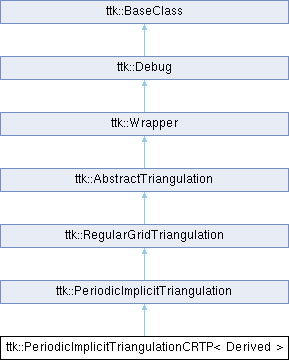 ttk::BaseClass
ttk::Debug
ttk::Wrapper
ttk::AbstractTriangulation
ttk::RegularGridTriangulation
ttk::PeriodicImplicitTriangulation
ttk::PeriodicImplicitTriangulationCRTP< Derived >